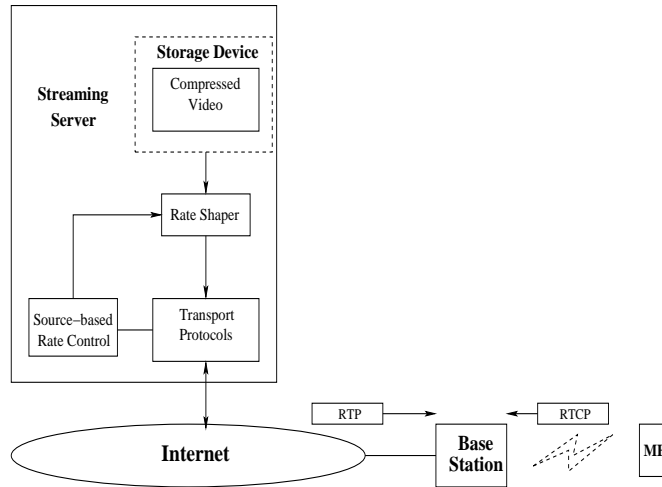 Storage Device
Compressed
Video
Streaming
Server
Rate Shaper
Source-based
Rate Control
Transport
Protocols
RTP
RTCP
Internet
Base
Station